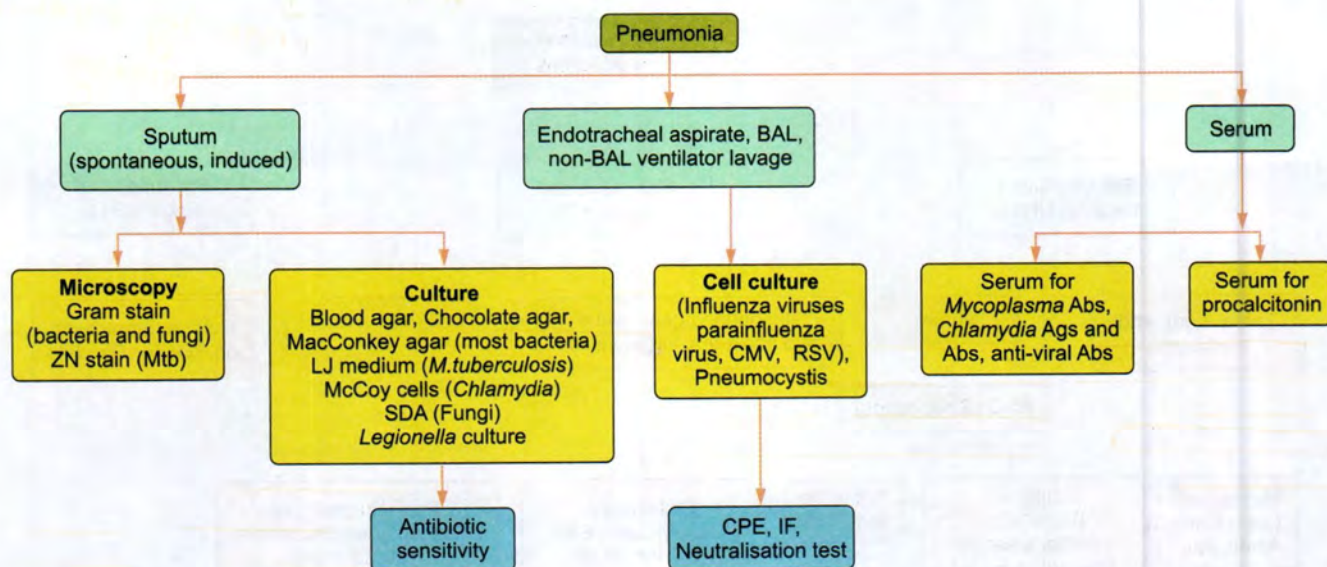 Pneumonia
Sputum
(spontaneous, induced)
Endotracheal aspirate, BAL,
non-BAL ventilator lavage
Serum
Microscopy
Gram stain
(bacteria and fungi)
ZN stain (Mtb)
Culture
Blood agar, Chocolate agar,
MacConkey agar (most bacteria)
LJ medium (M.tuberculosis)
McCoy cells (Chlamydia)
SDA (Fungi)
Legionella culture
Cell culture
(Influenza viruses
parainfluenza
virus, CMV, RSV),
Pneumocystis
Serum for
Mycoplasma Abs,
Chlamydia Ags and
Abs, anti-viral Abs
Serum for
procalcitonin
Antibiotic
sensitivity
CPE, IF,
Neutralisation test